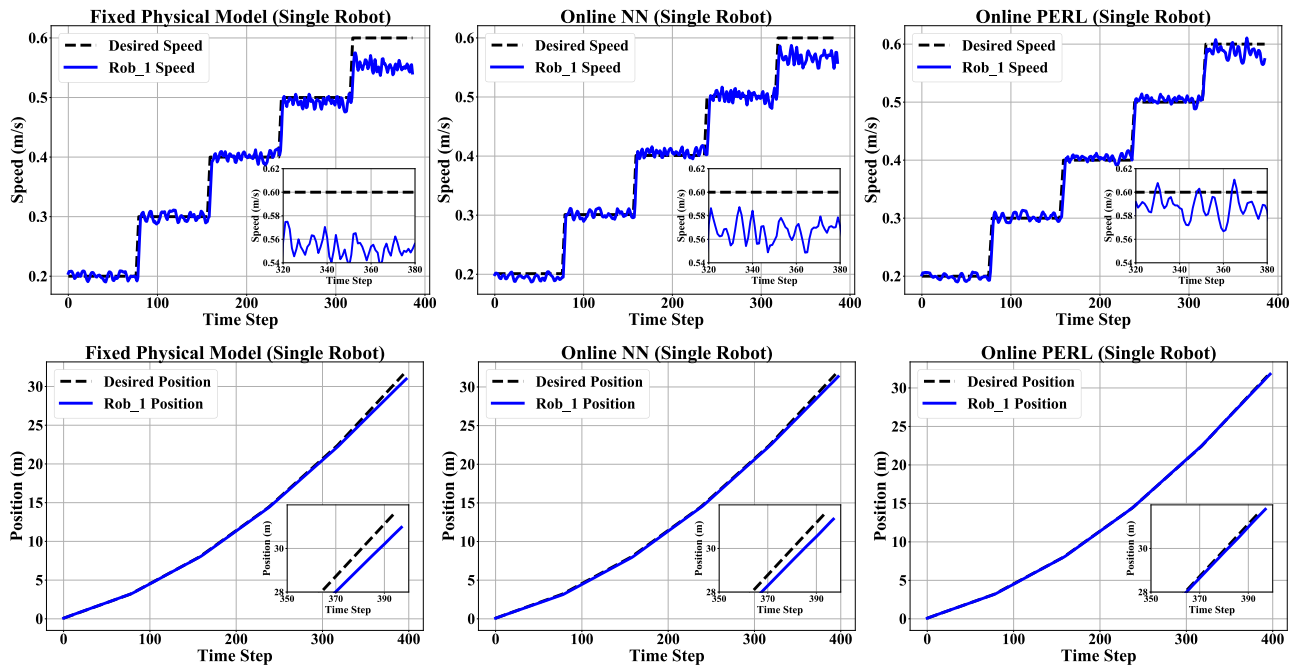 Fixed Physical Model (Single Robot)
Desired Speed
Rob_1 Speed
Speed (m/s)
0.6
0.5
0.4
0.3
0.2
0 100 200 300 400
Time Step
Speed (m/s)
0.62
0.60
0.58
0.56
0.54
320 340 360 380
Time Step
Online NN (Single Robot)
Desired Speed
Rob_1 Speed
Speed (m/s)
0.6
0.5
0.4
0.3
0.2
0 100 200 300 400
Time Step
Speed (m/s)
0.62
0.60
0.58
0.56
0.54
320 340 360 380
Time Step
Online PERL (Single Robot)
Desired Speed
Rob_1 Speed
Speed (m/s)
0.6
0.5
0.4
0.3
0.2
0 100 200 300 400
Time Step
Speed (m/s)
0.62
0.60
0.58
0.56
0.54
320 340 360 380
Time Step
Fixed Physical Model (Single Robot)
Desired Position
Rob_1 Position
Position (m)
30
25
20
15
10
5
0
0 100 200 300 400
Time Step
Position (m)
30
28
350 370 390
Time Step
Online NN (Single Robot)
Desired Position
Rob_1 Position
Position (m)
30
25
20
15
10
5
0
0 100 200 300 400
Time Step
Position (m)
30
28
350 370 390
Time Step
Online PERL (Single Robot)
Desired Position
Rob_1 Position
Position (m)
30
25
20
15
10
5
0
0 100 200 300 400
Time Step
Position (m)
30
28
350 370 390
Time Step